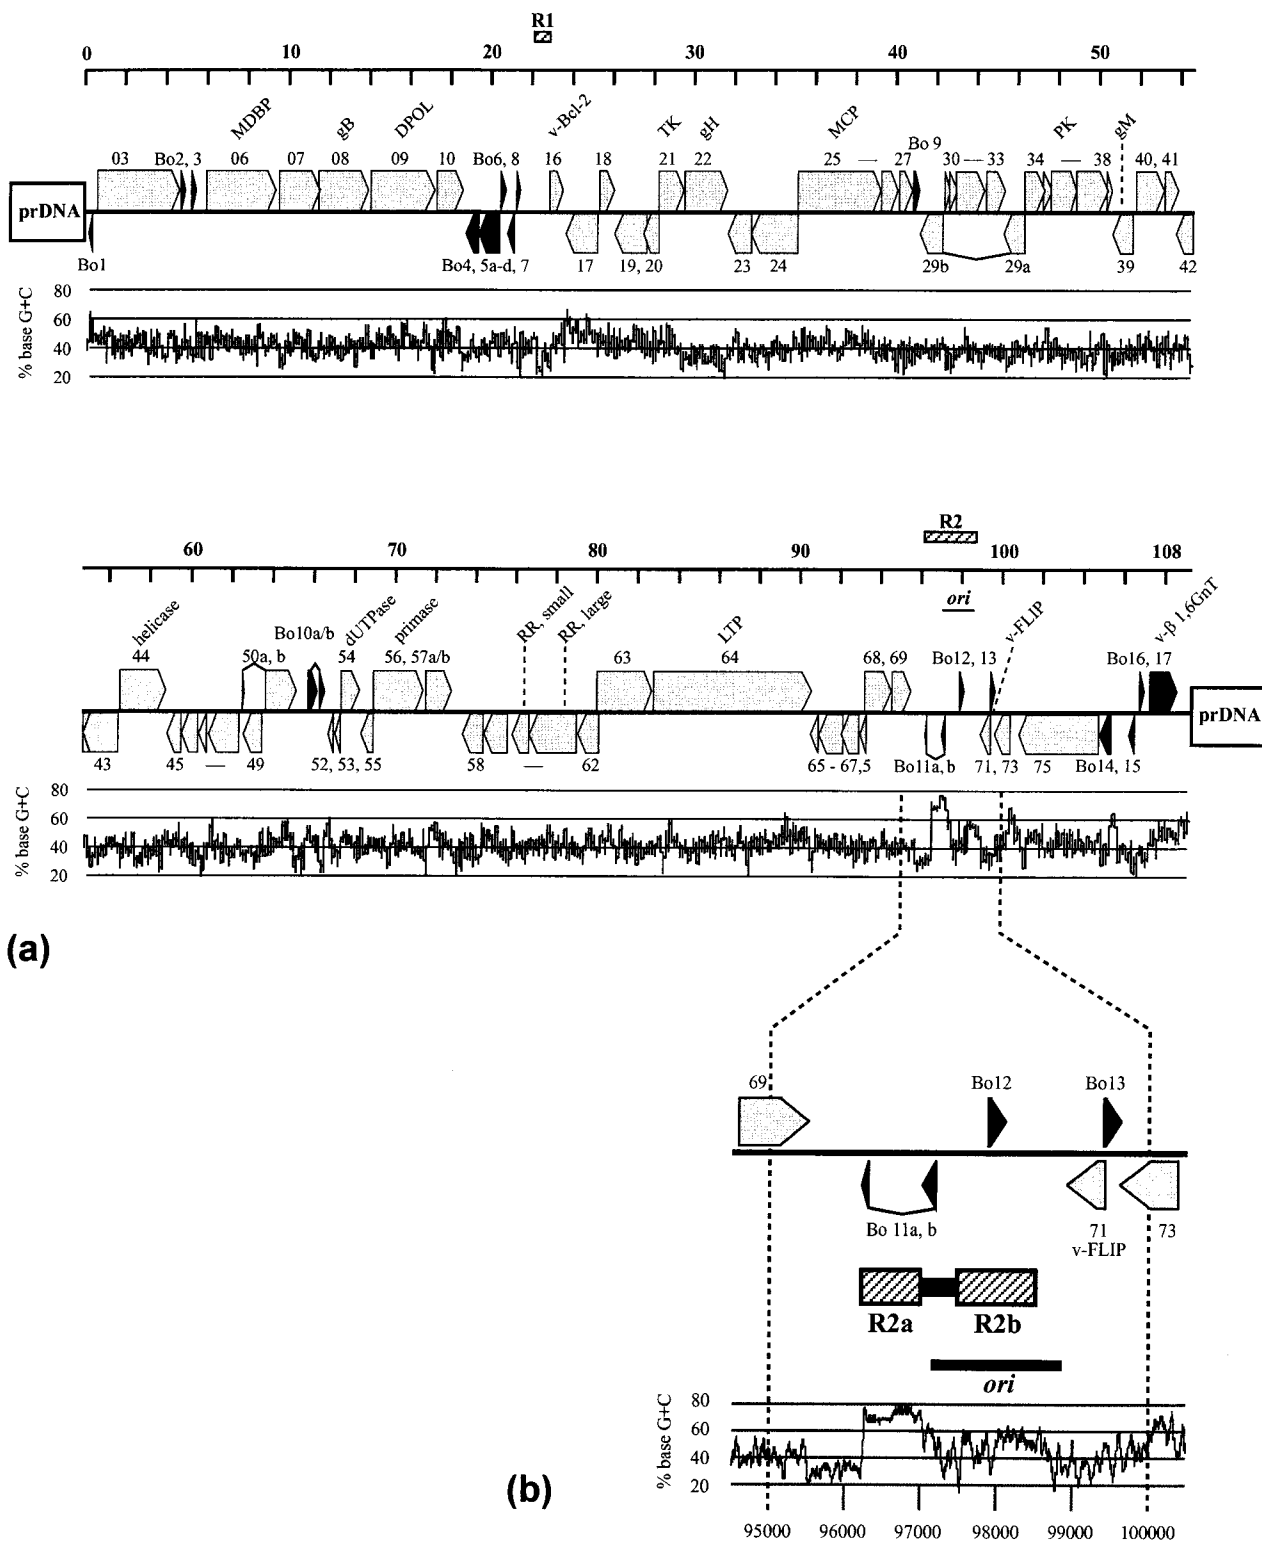 R1
0 10 20 30 40 50
MDBP gB DPOL v-Bcl-2 TK gH MCP PK gM
Bo 9
03 Bo2, 3 06 07 08 09 10 Bo6, 8 16 18 21 22 25 — 27 30 — 33 34 — 38 40, 41
prDNA
Bo1 Bo4, 5a-d, 7 17 19, 20 23 24 29b 29a 39 42
% base G+C
80
60
40
20
R2
60 70 80 90 100 108
ori
helicase dUTPase primase RR, small RR, large LTP v-FLIP v-β 1,6GnT
Bo10a/b
44 50a, b 54 56, 57a/b 63 64 68, 69 Bo12, 13 Bo16, 17
prDNA
43 45 — 49 52, 53, 55 58 — 62 65 - 67,5 Bo11a, b 71, 73 75 Bo14, 15
% base G+C
80
60
40
20
(a)
69 Bo12 Bo13
Bo 11a, b 71 73
v-FLIP
R2a R2b
ori
% base G+C
80
60
40
20
(b)
95000 96000 97000 98000 99000 100000